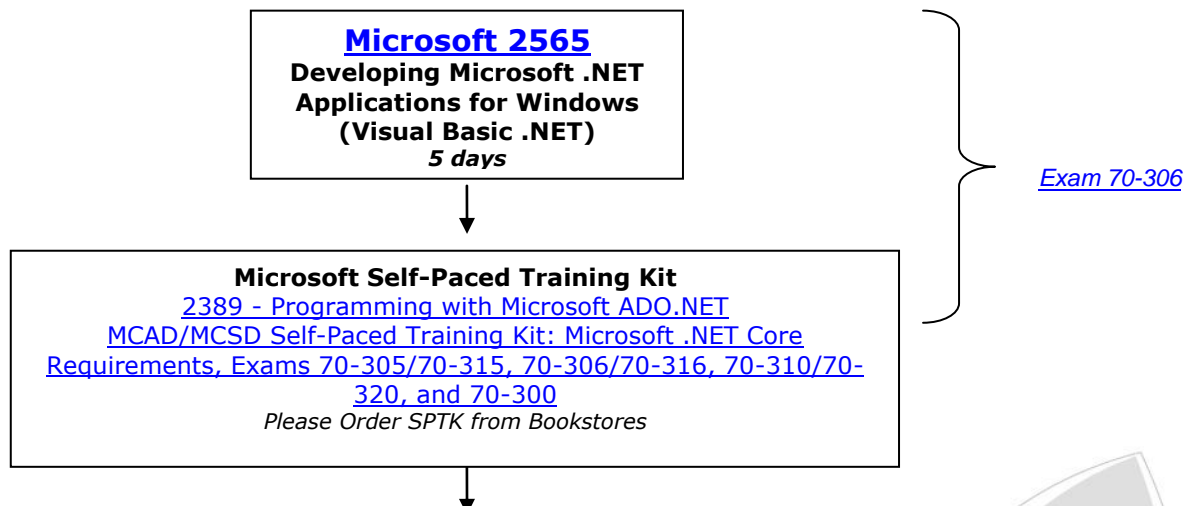 Microsoft 2565
Developing Microsoft .NET
Applications for Windows
(Visual Basic .NET)
5 days
Exam 70-306
Microsoft Self-Paced Training Kit
2389 - Programming with Microsoft ADO.NET
MCAD/MCSD Self-Paced Training Kit: Microsoft .NET Core
Requirements, Exams 70-305/70-315, 70-306/70-316, 70-310/70-
320, and 70-300
Please Order SPTK from Bookstores